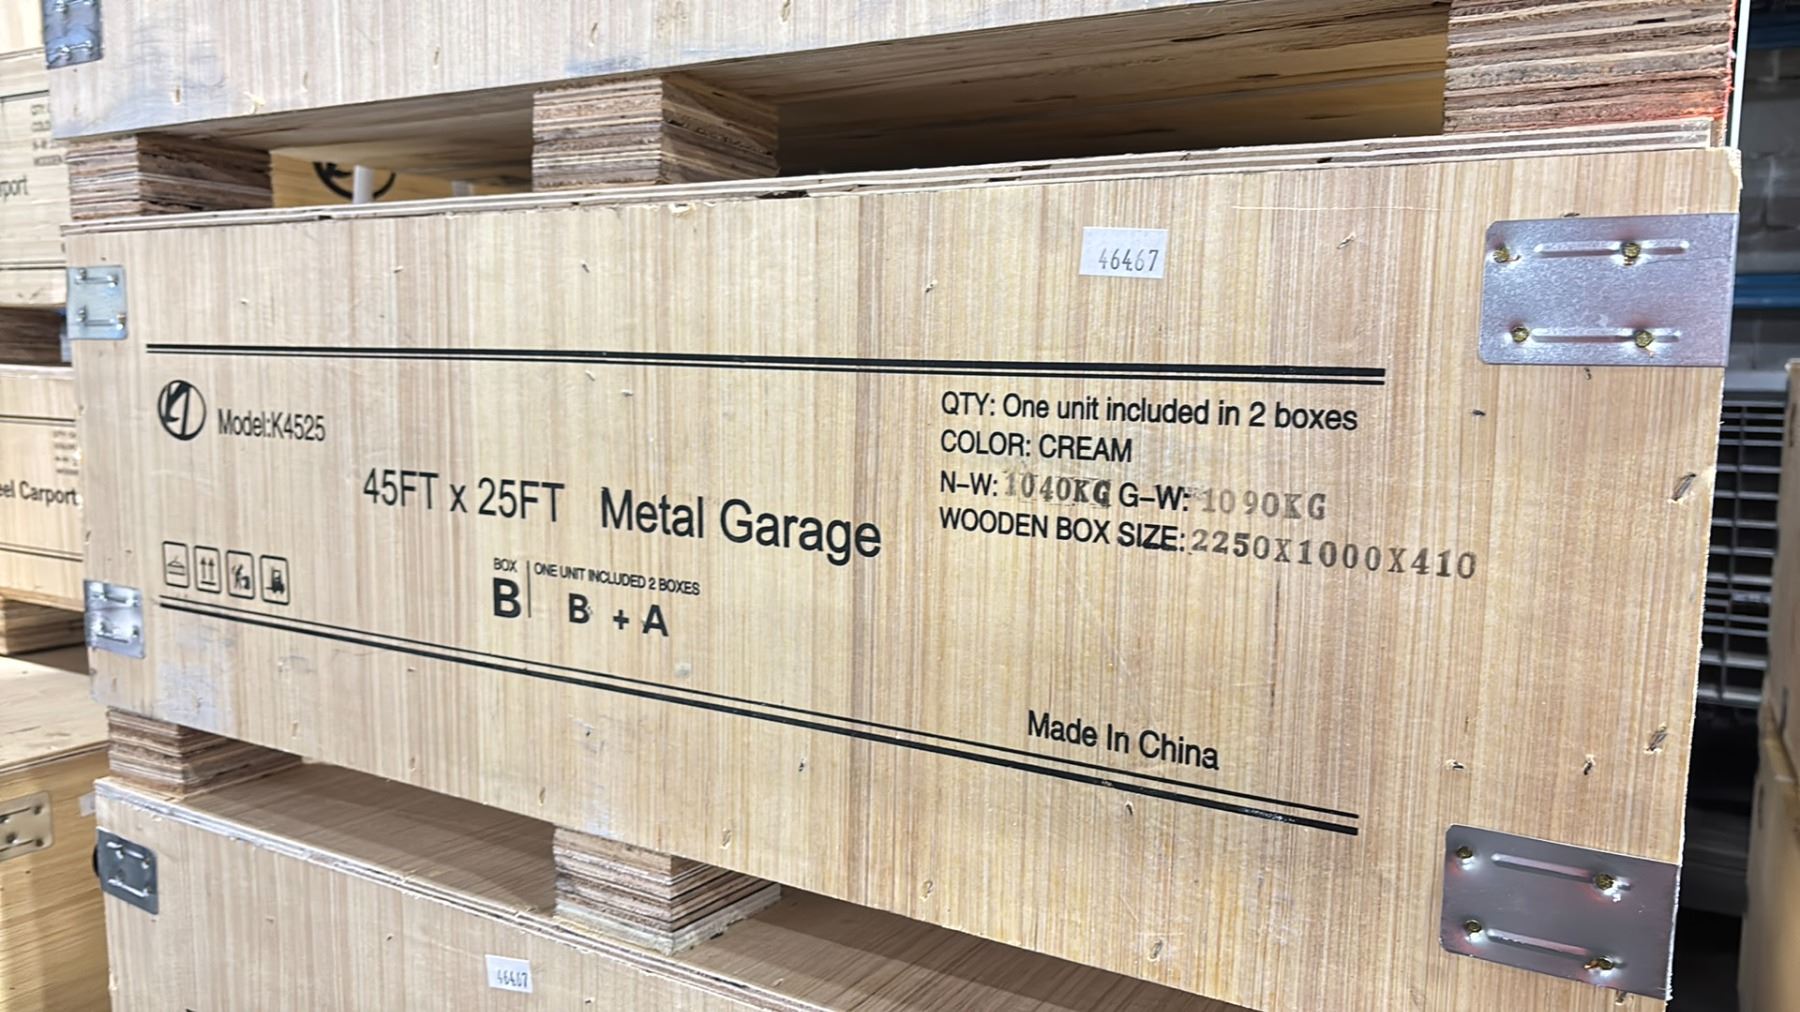 46467
Model:K4525
45FT x 25FT Metal Garage
BOX
B
ONE UNIT INCLUDED 2 BOXES
B + A
QTY: One unit included in 2 boxes
COLOR: CREAM
N-W: 1040KG G-W: 1090KG
WOODEN BOX SIZE: 2250X1000X410
Made In China
46467
Carport